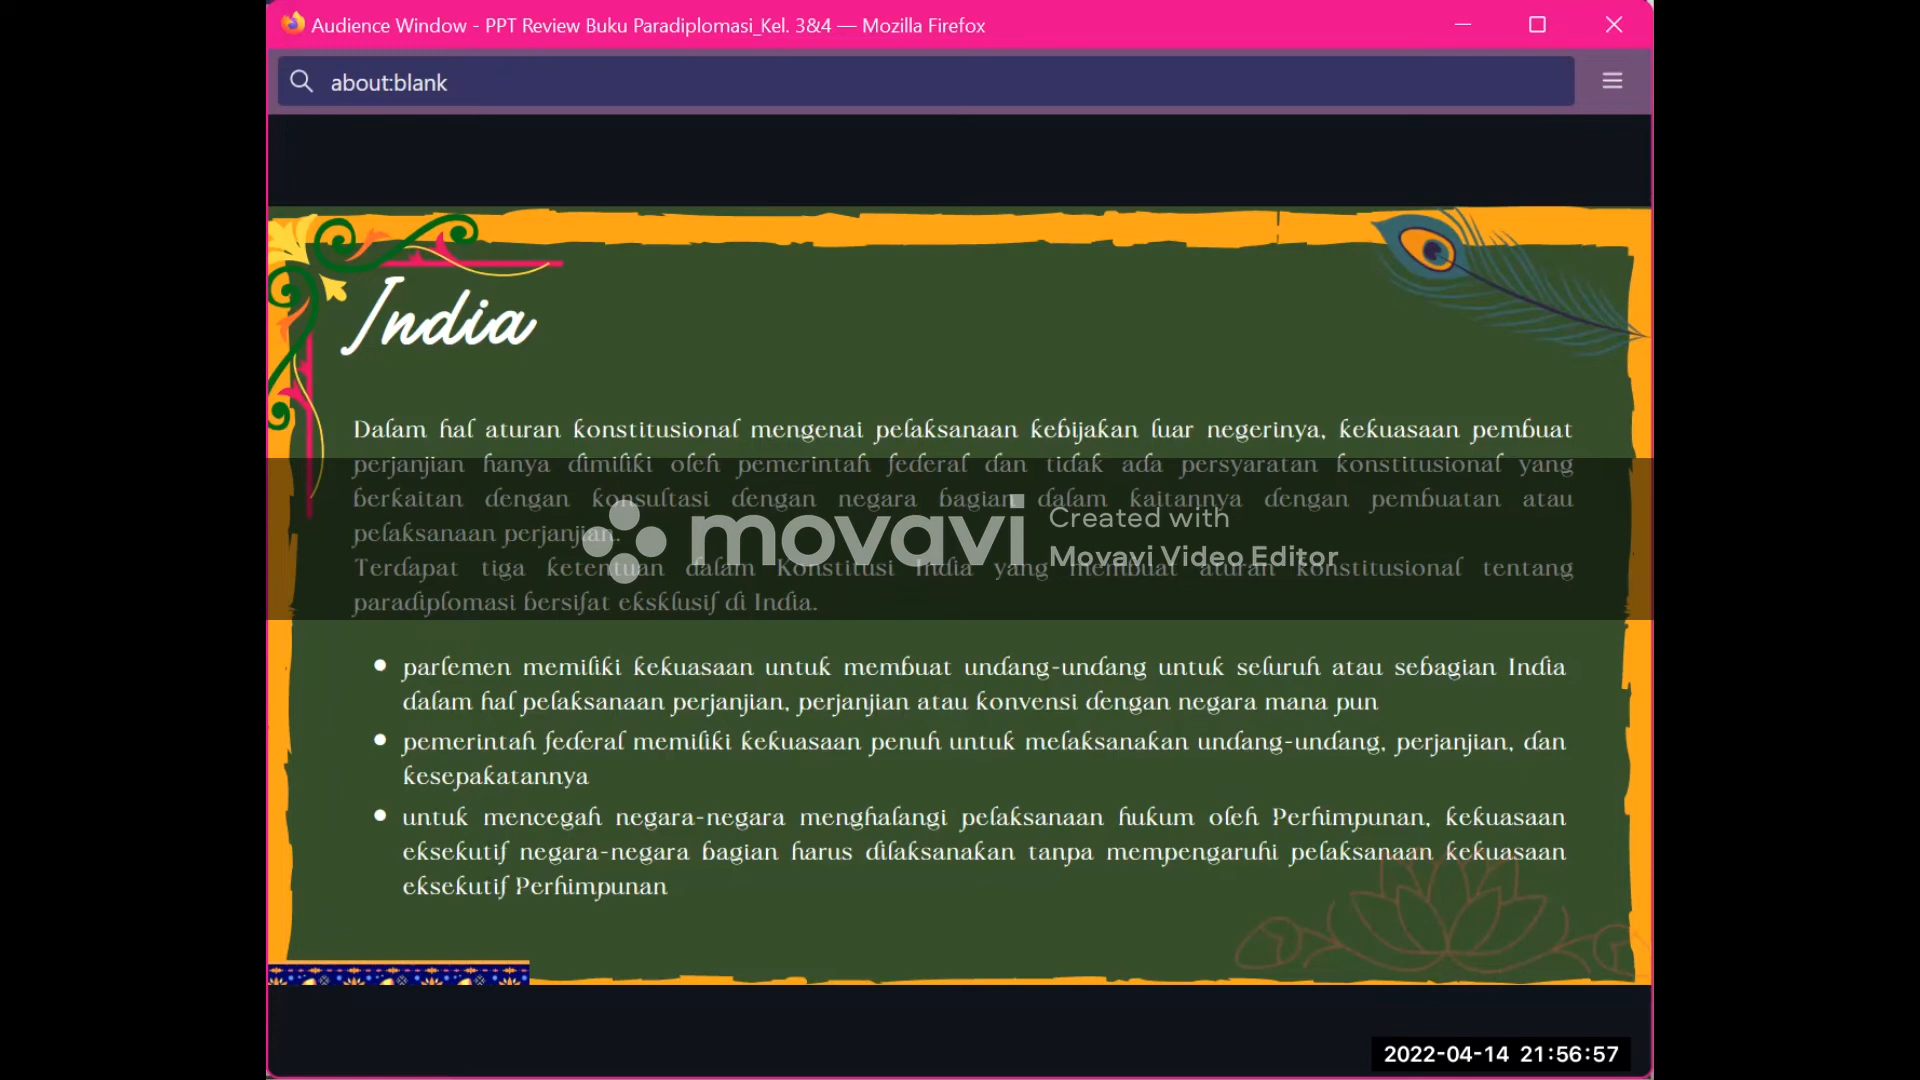 Audience Window - PPT Review Buku Paradiplomasi_Kel. 3&4 — Mozilla Firefox
about:blank
India
Dalam hal aturan konstitusional mengenai pelaksanaan kebijakan luar negerinya, kekuasaan pembuat
perjanjian hanya dimiliki oleh pemerintah federal dan tidak ada persyaratan konstitusional yang
berkaitan dengan konsultasi dengan negara bagian dalam kaitannya dengan pembuatan atau
pelaksanaan perjanjian.
movavi
Created with
Movavi Video Editor
Terdapat tiga ketentuan dalam Konstitusi India yang membuat aturan konstitusional tentang
paradiplomasi bersifat eksklusif di India.
• parlemen memiliki kekuasaan untuk membuat undang-undang untuk seluruh atau sebagian India
dalam hal pelaksanaan perjanjian, perjanjian atau konvensi dengan negara mana pun
• pemerintah federal memiliki kekuasaan penuh untuk melaksanakan undang-undang, perjanjian, dan
kesepakatannya
• untuk mencegah negara-negara menghalangi pelaksanaan hukum oleh Perhimpunan, kekuasaan
eksekutif negara-negara bagian harus dilaksanakan tanpa mempengaruhi pelaksanaan kekuasaan
eksekutif Perhimpunan
2022-04-14 21:56:57